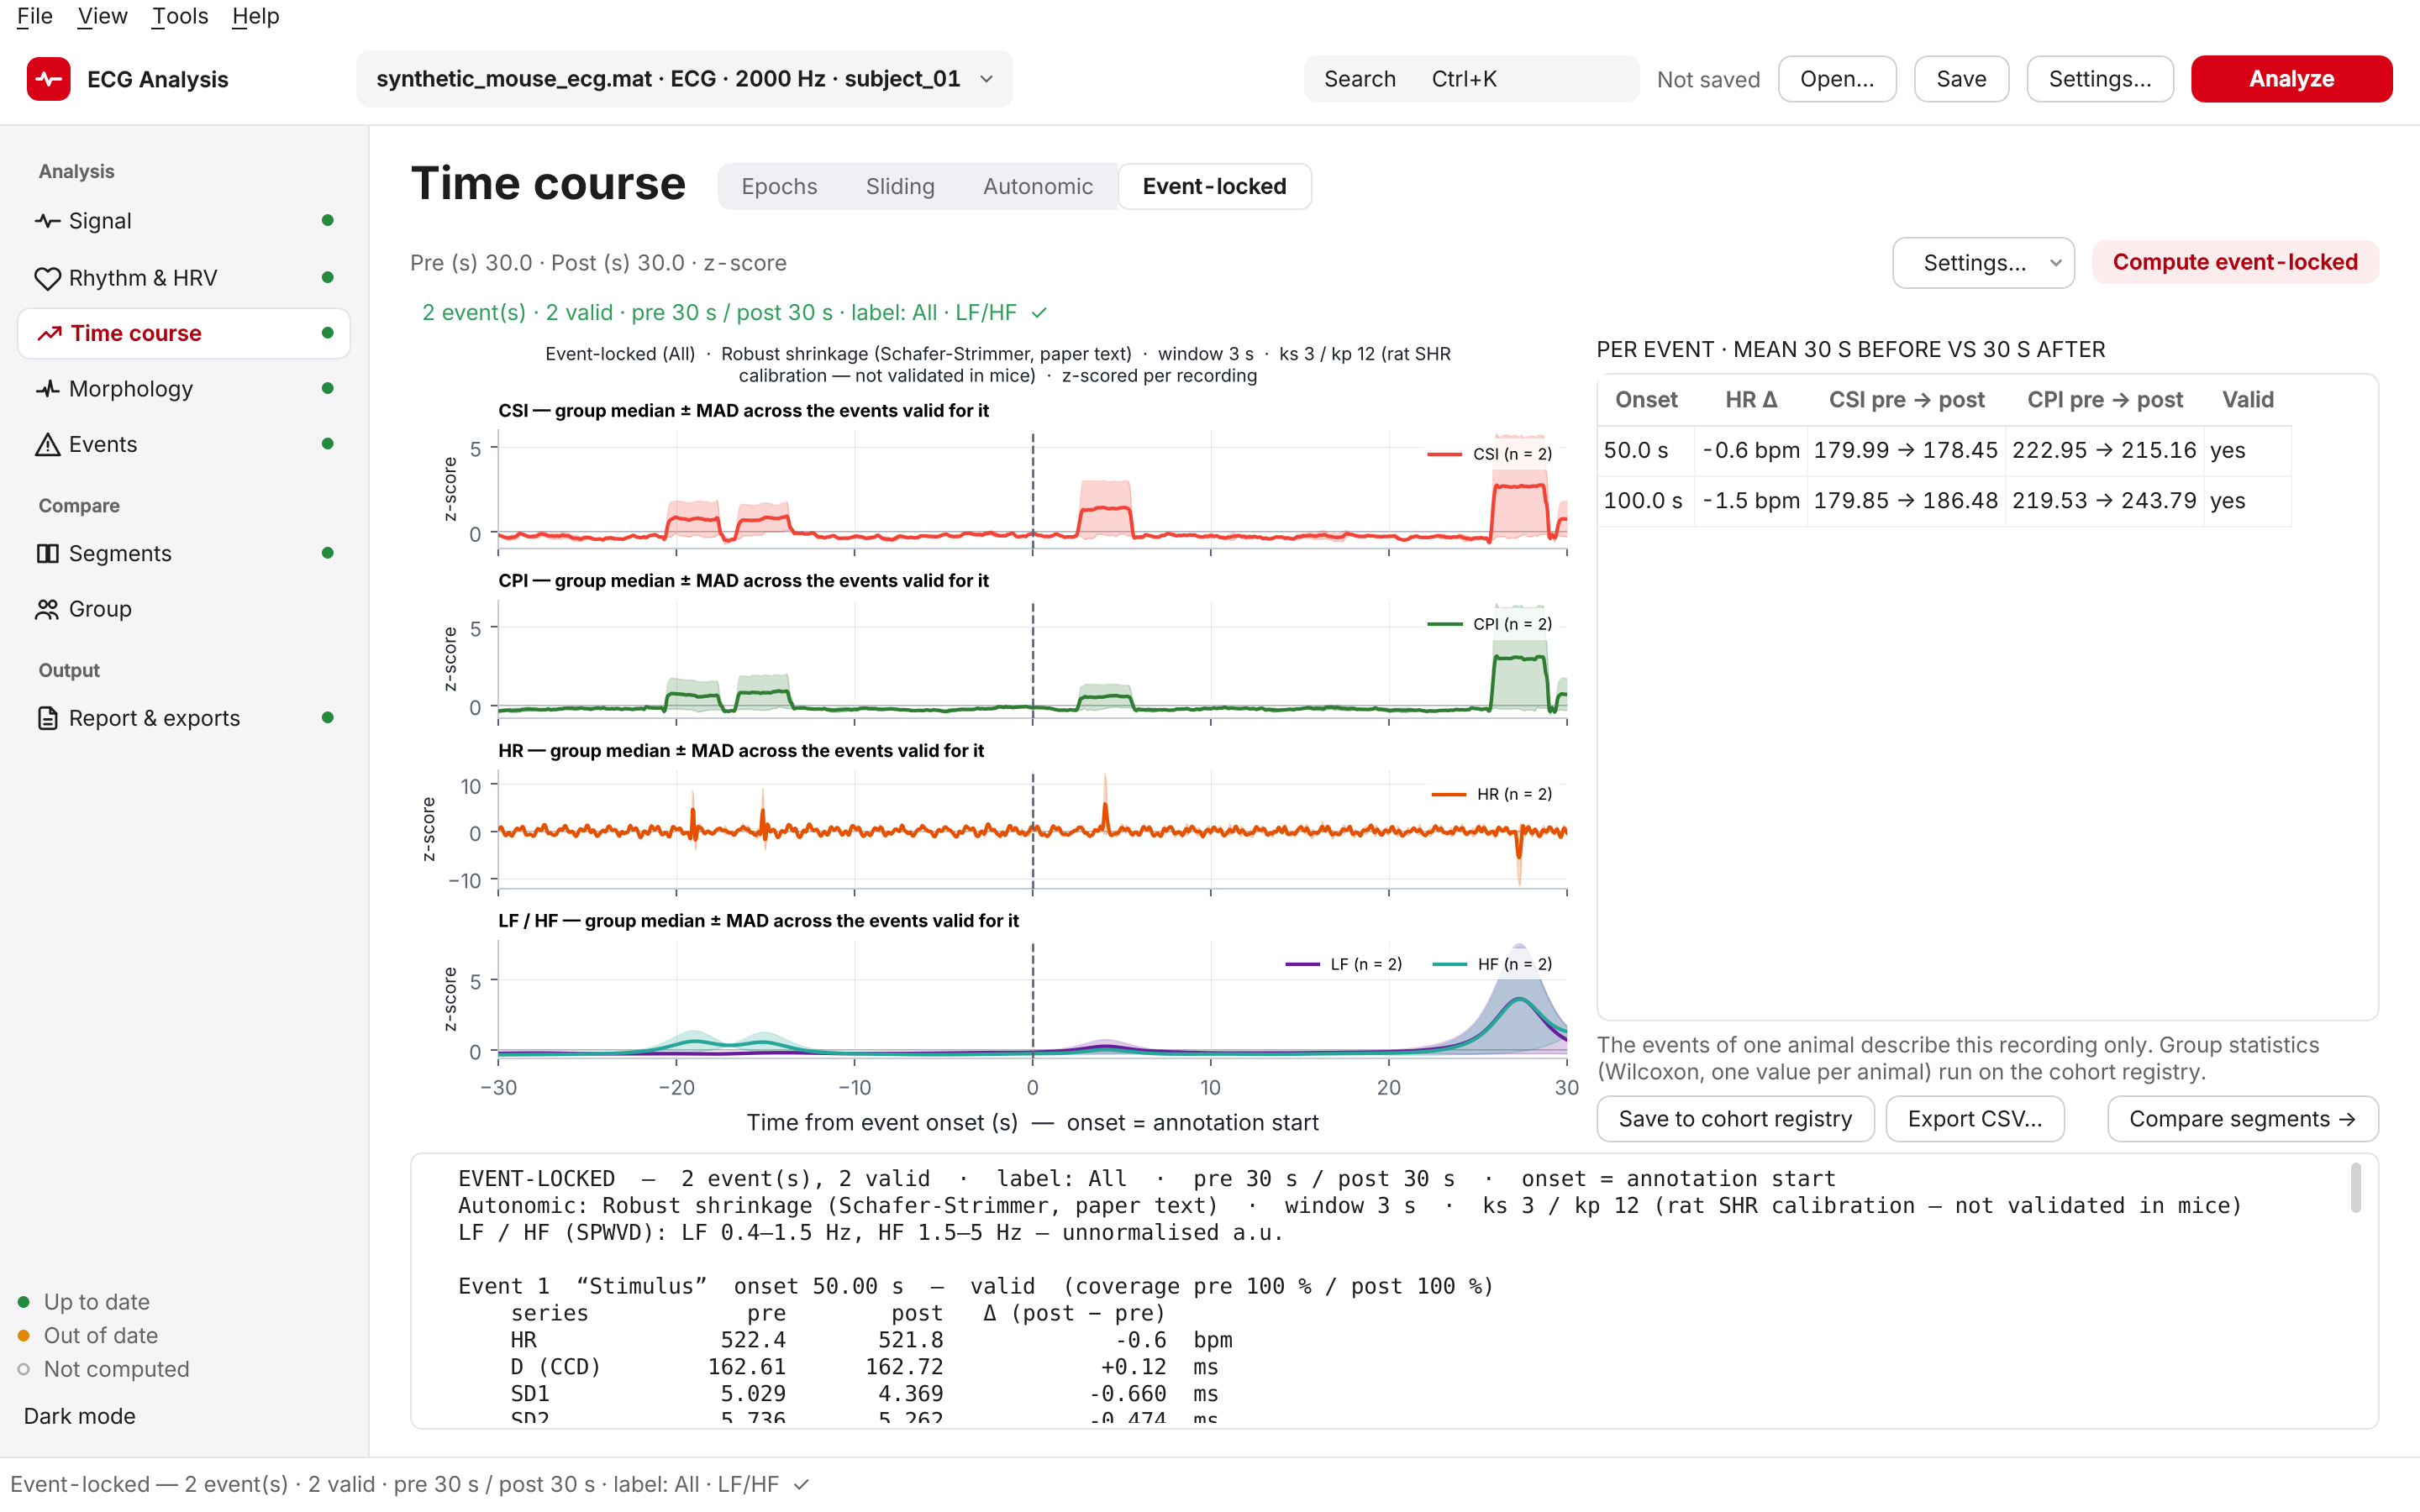 File View Tools Help
ECG Analysis
synthetic_mouse_ecg.mat · ECG · 2000 Hz · subject_01
Search Ctrl+K
Not saved
Open...
Save
Settings...
Analyze
Analysis
Signal
Rhythm & HRV
Time course
Morphology
Events
Compare
Segments
Group
Output
Report & exports
Up to date
Out of date
Not computed
Dark mode
Time course
Epochs Sliding Autonomic Event-locked
Pre (s) 30.0 · Post (s) 30.0 · z-score
Settings...
Compute event-locked
2 event(s) · 2 valid · pre 30 s / post 30 s · label: All · LF/HF ✓
Event-locked (All) · Robust shrinkage (Schafer-Strimmer, paper text) · window 3 s · ks 3 / kp 12 (rat SHR
calibration — not validated in mice) · z-scored per recording
CSI — group median ± MAD across the events valid for it
z-score
5
0
CSI (n = 2)
CPI — group median ± MAD across the events valid for it
z-score
5
0
CPI (n = 2)
HR — group median ± MAD across the events valid for it
z-score
10
0
−10
HR (n = 2)
LF / HF — group median ± MAD across the events valid for it
z-score
5
0
LF (n = 2) HF (n = 2)
−30 −20 −10 0 10 20 30
Time from event onset (s) — onset = annotation start
PER EVENT · MEAN 30 S BEFORE VS 30 S AFTER
Onset HR Δ CSI pre → post CPI pre → post Valid
50.0 s -0.6 bpm 179.99 → 178.45 222.95 → 215.16 yes
100.0 s -1.5 bpm 179.85 → 186.48 219.53 → 243.79 yes
The events of one animal describe this recording only. Group statistics
(Wilcoxon, one value per animal) run on the cohort registry.
Save to cohort registry
Export CSV...
Compare segments →
EVENT-LOCKED — 2 event(s), 2 valid · label: All · pre 30 s / post 30 s · onset = annotation start
Autonomic: Robust shrinkage (Schafer-Strimmer, paper text) · window 3 s · ks 3 / kp 12 (rat SHR calibration — not validated in mice)
LF / HF (SPWVD): LF 0.4–1.5 Hz, HF 1.5–5 Hz — unnormalised a.u.
Event 1 “Stimulus” onset 50.00 s — valid (coverage pre 100 % / post 100 %)
series pre post Δ (post − pre)
HR 522.4 521.8 -0.6 bpm
D (CCD) 162.61 162.72 +0.12 ms
SD1 5.029 4.369 -0.660 ms
SD2 5.736 5.262 -0.474 ms
Event-locked — 2 event(s) · 2 valid · pre 30 s / post 30 s · label: All · LF/HF ✓